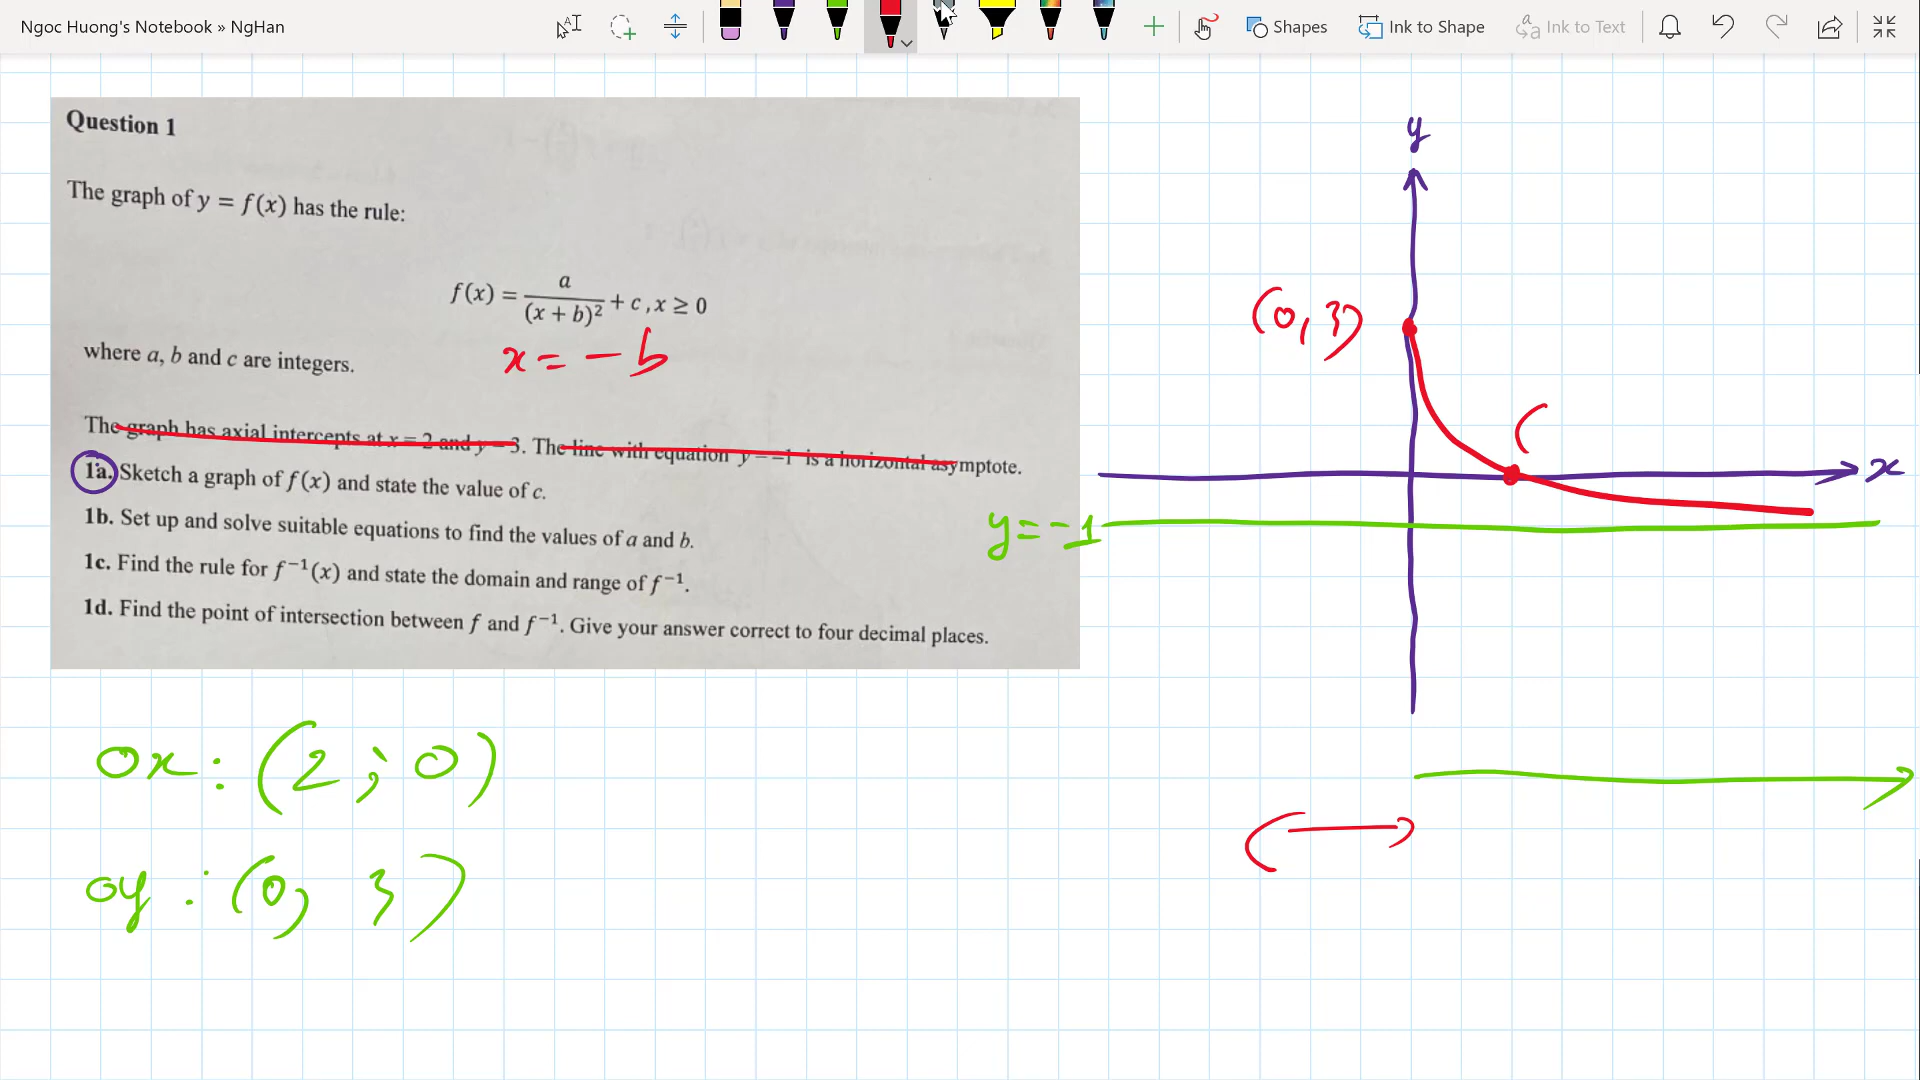 Ngoc Huong's Notebook » NgHan
Shapes
Ink to Shape
Ink to Text
Question 1
The graph of y = f(x) has the rule:
f(x) = a/(x + b)² + c , x ≥ 0
where a, b and c are integers.
x = - b
The graph has axial intercepts at x = 2 and y = 3. The line with equation y = −1 is a horizontal asymptote.
1a. Sketch a graph of f(x) and state the value of c.
1b. Set up and solve suitable equations to find the values of a and b.
1c. Find the rule for f⁻¹(x) and state the domain and range of f⁻¹.
1d. Find the point of intersection between f and f⁻¹. Give your answer correct to four decimal places.
y
(0, 3)
(
x
y = -1
ox : (2 ; 0)
oy : (0, 3)